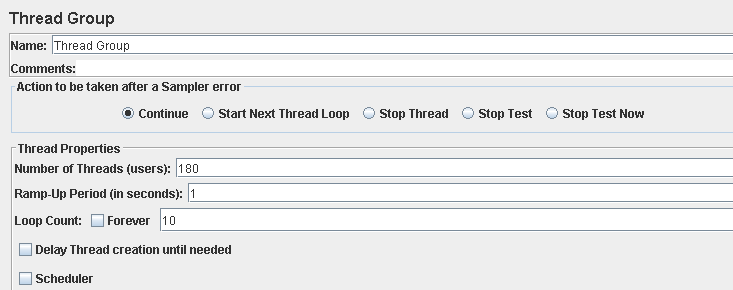 Thread Group
Name: Thread Group
Comments:
Action to be taken after a Sampler error
Continue Start Next Thread Loop Stop Thread Stop Test Stop Test Now
Thread Properties
Number of Threads (users): 180
Ramp-Up Period (in seconds): 1
Loop Count: Forever 10
Delay Thread creation until needed
Scheduler